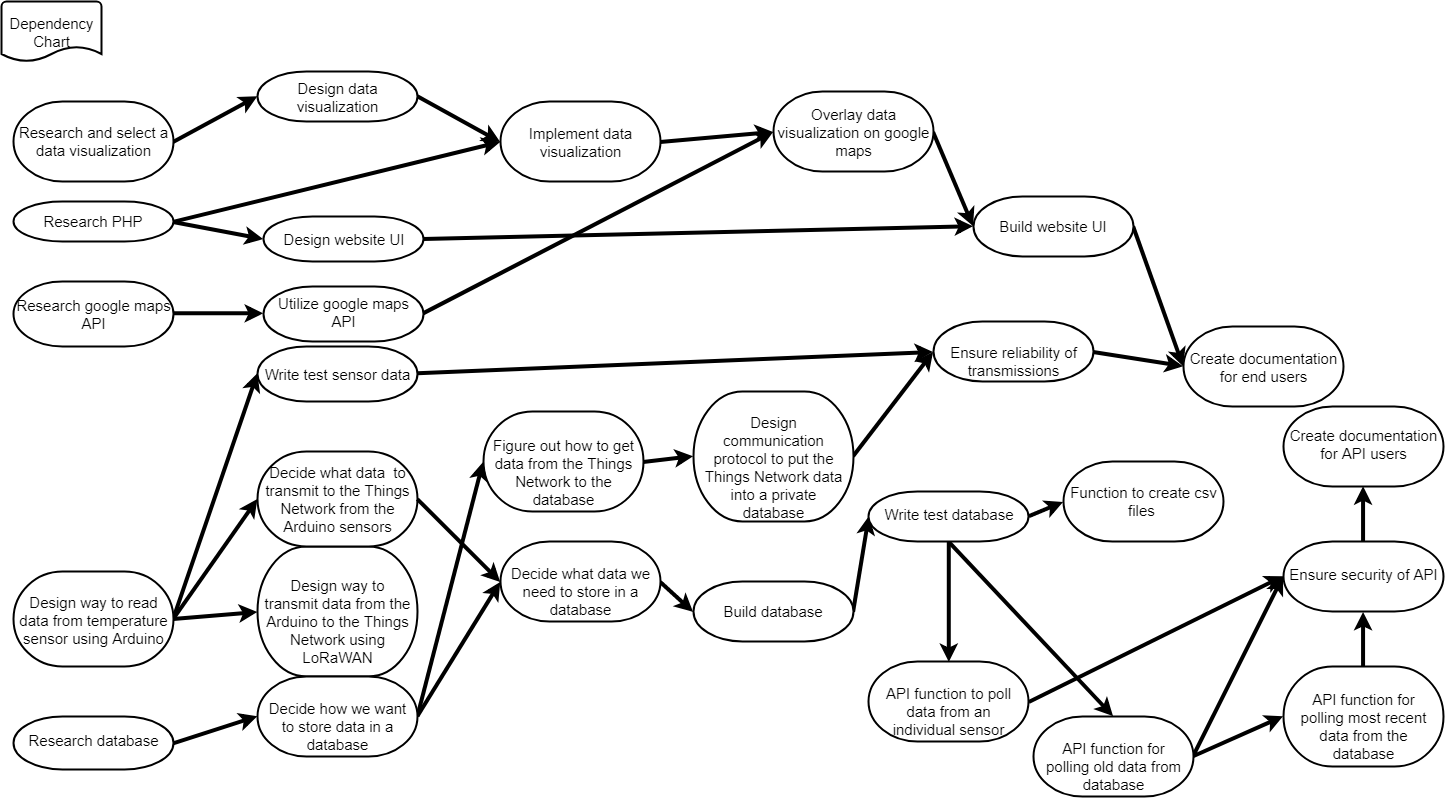 Dependency
Chart
Design data
visualization
Research and select a
data visualization
Implement data
visualization
Overlay data
visualization on google
maps
Research PHP
Design website UI
Build website UI
Research google maps
API
Utilize google maps
API
Write test sensor data
Ensure reliability of
transmissions
Create documentation
for end users
Decide what data  to
transmit to the Things
Network from the
Arduino sensors
Figure out how to get
data from the Things
Network to the
database
Design
communication
protocol to put the
Things Network data
into a private
database
Create documentation
for API users
Write test database
Function to create csv
files
Design way to read
data from temperature
sensor using Arduino
Design way to
transmit data from the
Arduino to the Things
Network using
LoRaWAN
Decide what data we
need to store in a
database
Build database
Ensure security of API
Research database
Decide how we want
to store data in a
database
API function to poll
data from an
individual sensor
API function for
polling old data from
database
API function for
polling most recent
data from the
database